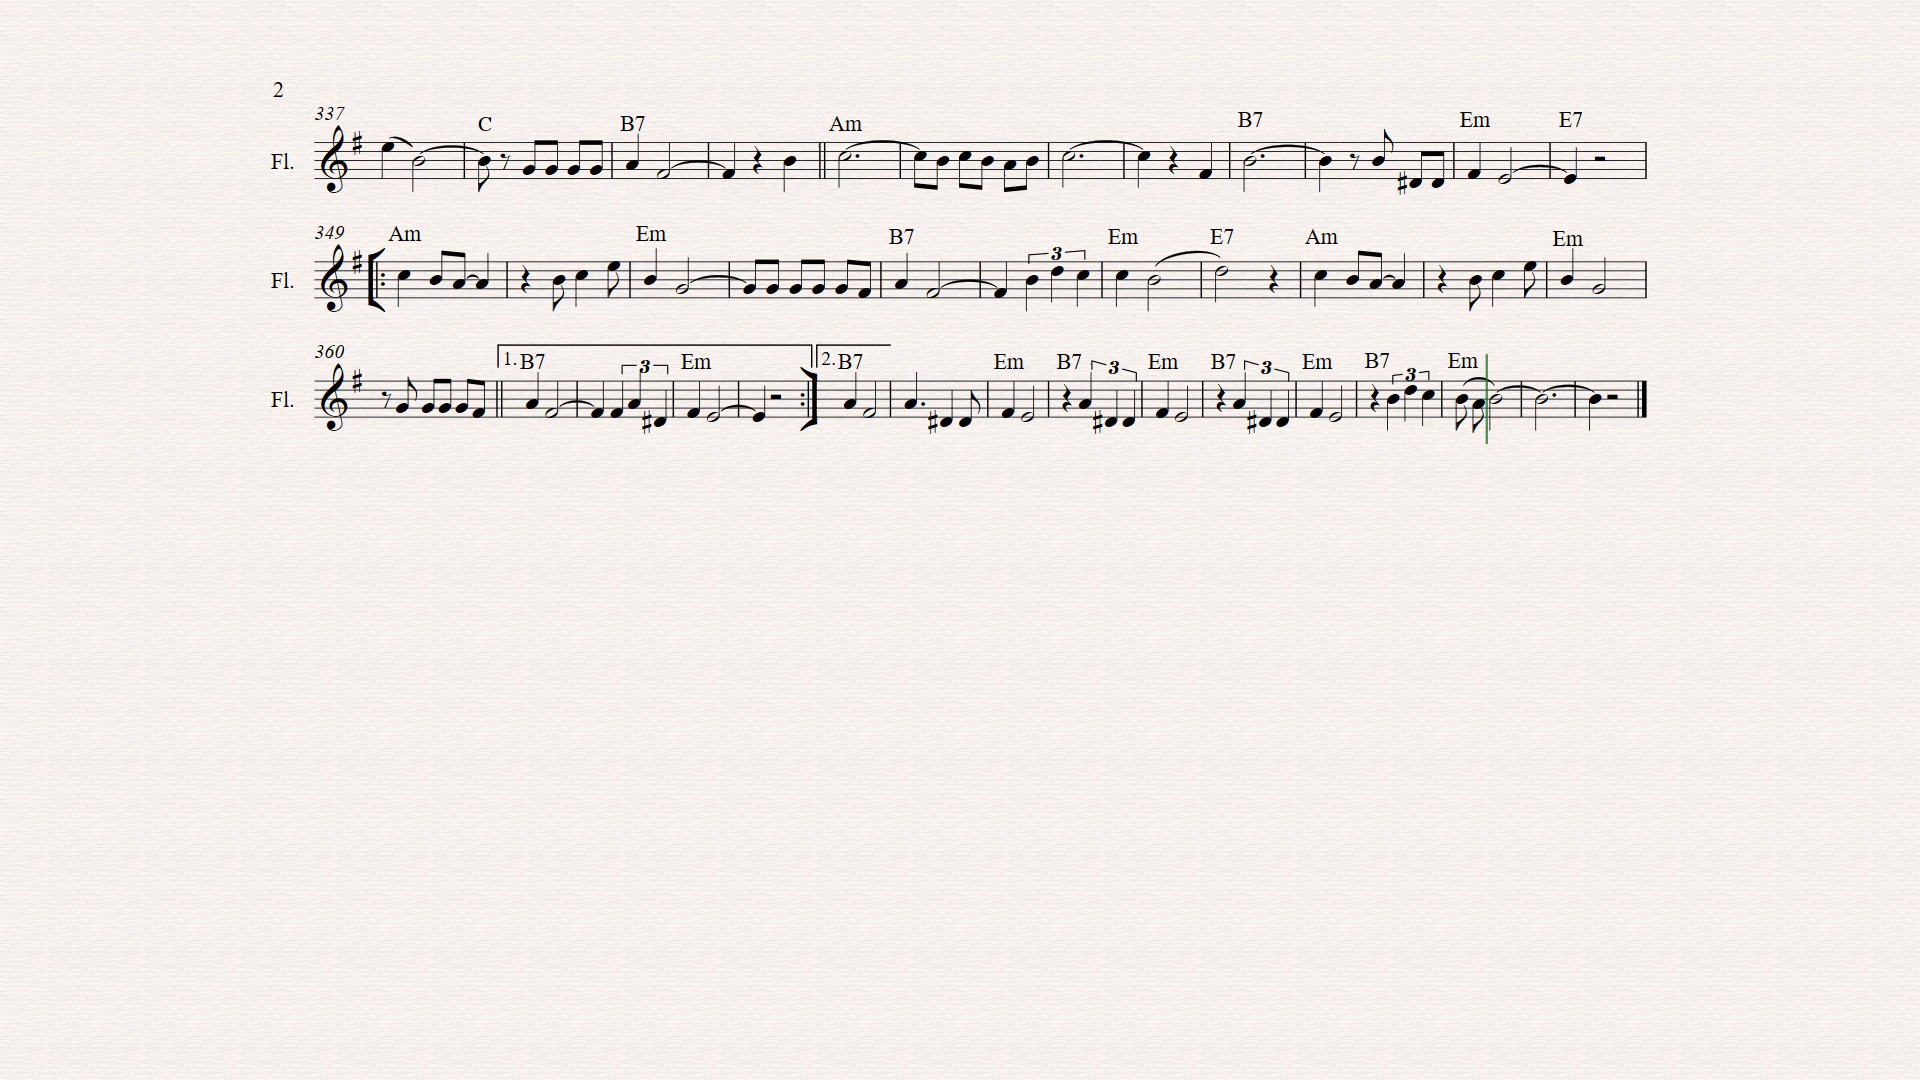 2
337
C B7 Am B7 Em E7
Fl.
349
Am Em B7 3 Em E7 Am Em
Fl.
360
1. B7 3 Em 2. B7 Em B7 3 Em B7 3 Em B7 3 Em
Fl.